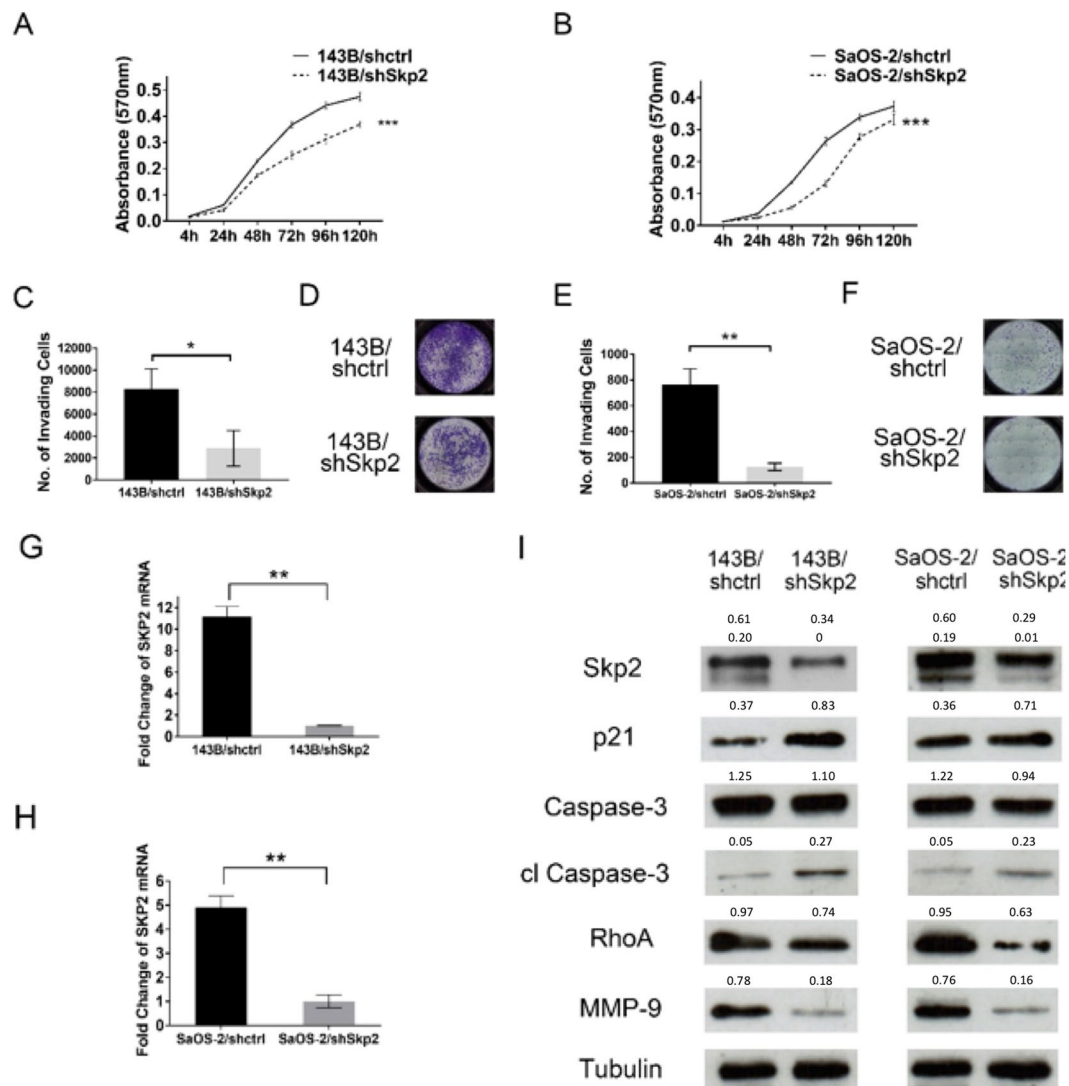 A
143B/shctrl
143B/shSkp2
Absorbance (570nm)
0.5
0.4
0.3
0.2
0.1
0.0
***
4h 24h 48h 72h 96h 120h
B
SaOS-2/shctrl
SaOS-2/shSkp2
Absorbance (570nm)
0.4
0.3
0.2
0.1
0.0
***
4h 24h 48h 72h 96h 120h
C
No. of Invading Cells
12000
10000
8000
6000
4000
2000
0
*
143B/shctrl 143B/shSkp2
D
143B/
shctrl
143B/
shSkp2
E
No. of Invading Cells
1000
800
600
400
200
0
**
SaOS-2/shctrl SaOS-2/shSkp2
F
SaOS-2/
shctrl
SaOS-2/
shSkp2
G
Fold Change of SKP2 mRNA
12
10
8
6
4
2
0
**
143B/shctrl 143B/shSkp2
H
Fold Change of SKP2 mRNA
6
5
4
3
2
1
0
**
SaOS-2/shctrl SaOS-2/shSkp2
I
143B/ 143B/ SaOS-2/ SaOS-2
shctrl shSkp2 shctrl shSkp2
0.61 0.34 0.60 0.29
0.20 0 0.19 0.01
Skp2
0.37 0.83 0.36 0.71
p21
1.25 1.10 1.22 0.94
Caspase-3
0.05 0.27 0.05 0.23
cl Caspase-3
0.97 0.74 0.95 0.63
RhoA
0.78 0.18 0.76 0.16
MMP-9
Tubulin